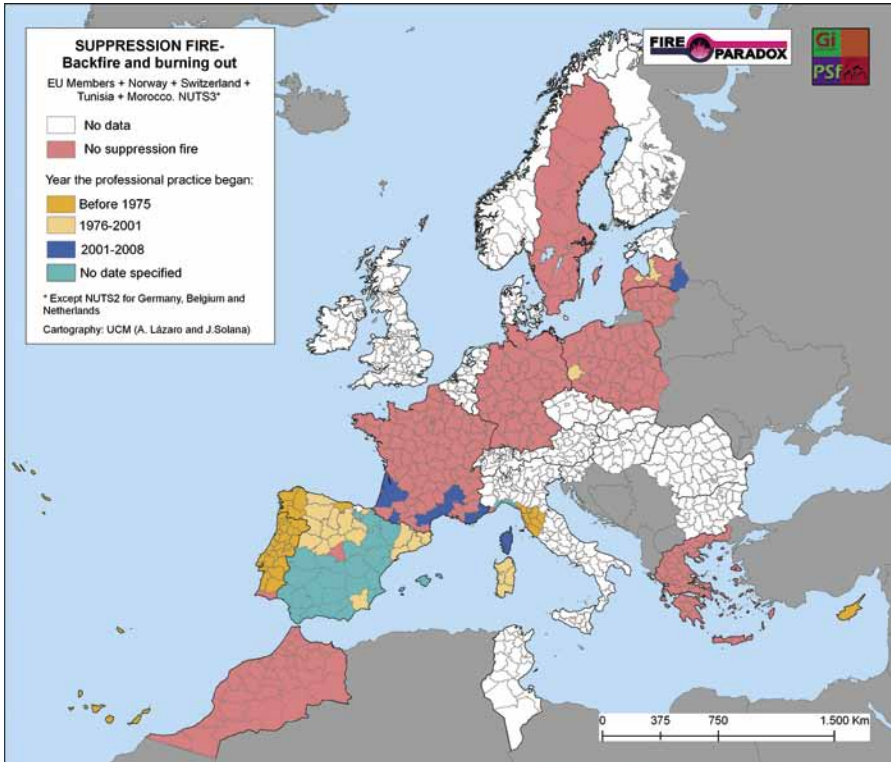 SUPPRESSION FIRE-
Backfire and burning out
EU Members + Norway + Switzerland +
Tunisia + Morocco. NUTS3*
No data
No suppression fire
Year the professional practice began:
Before 1975
1976-2001
2001-2008
No date specified
* Except NUTS2 for Germany, Belgium and
Netherlands
Cartography: UCM (A. Lázaro and J.Solana)
FIRE PARADOX
Gi
PSf
0 375 750 1.500 Km